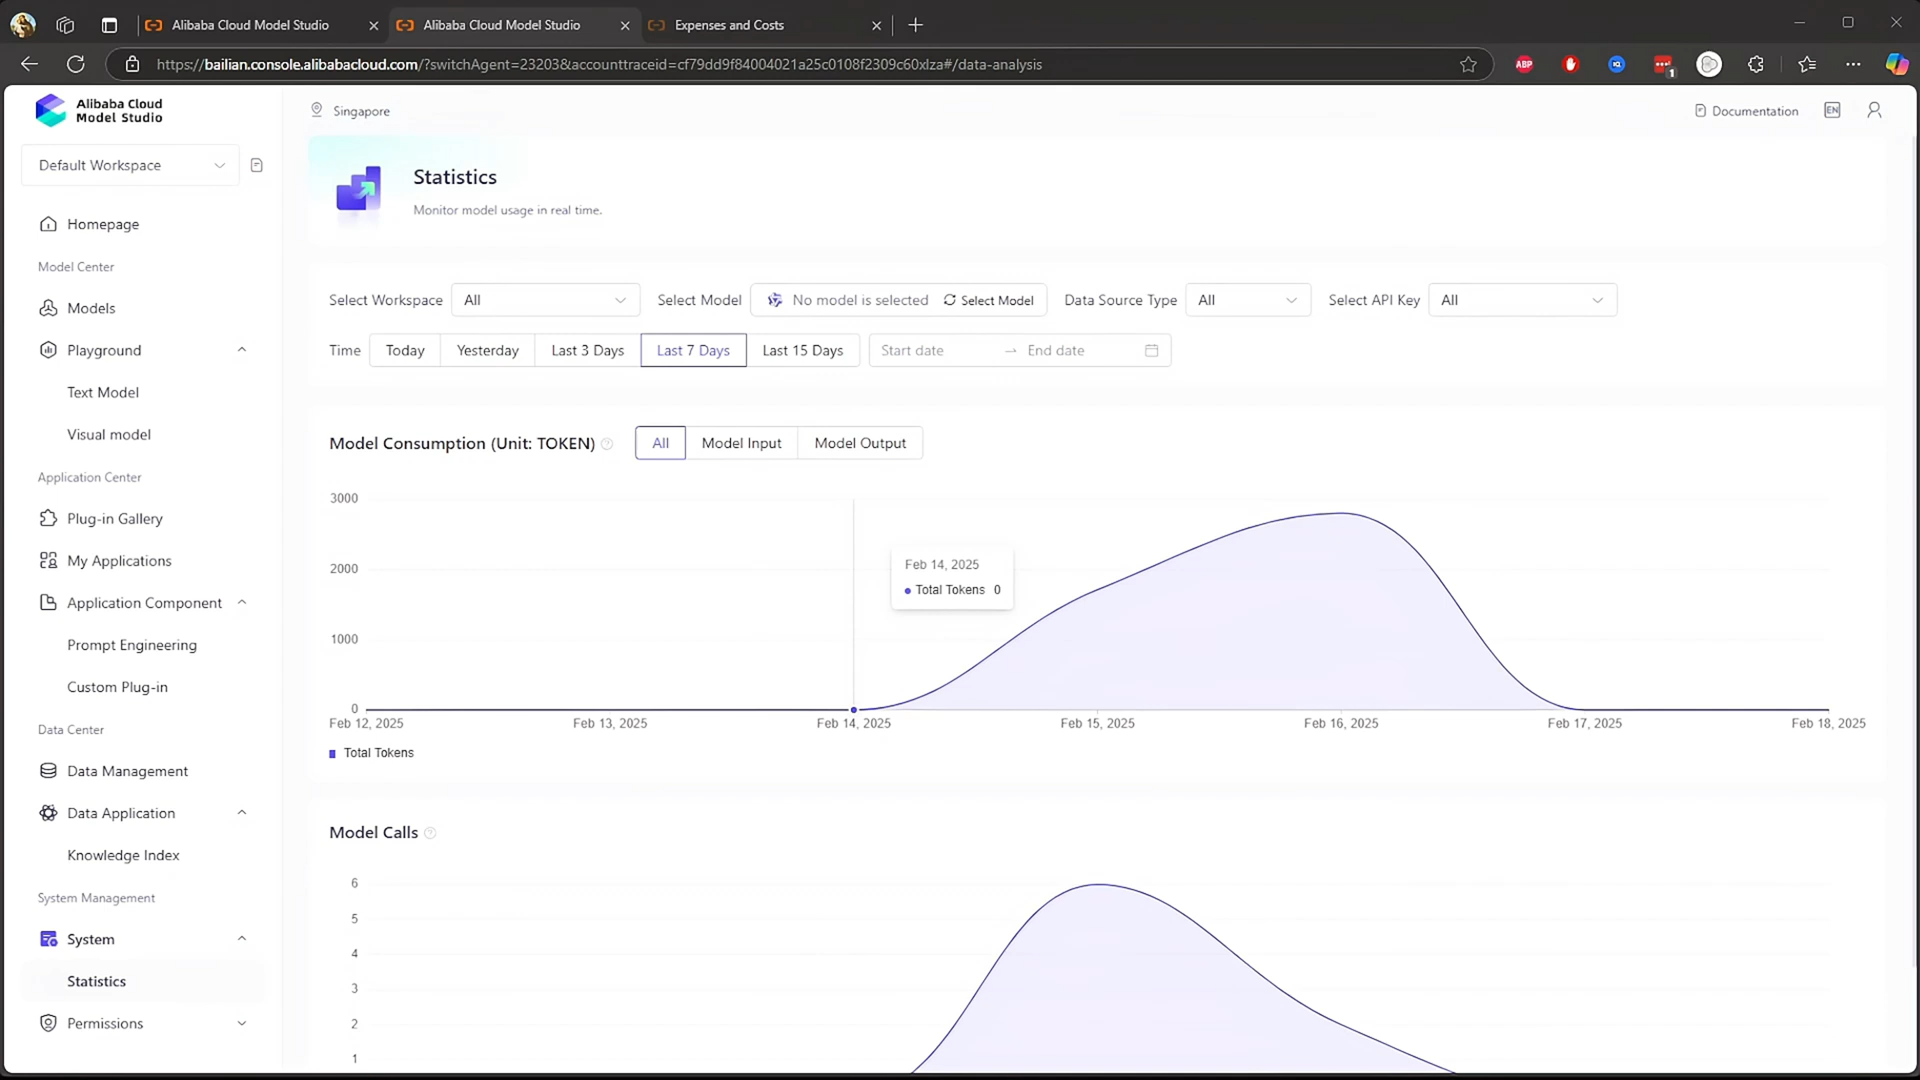 Alibaba Cloud Model Studio
Alibaba Cloud Model Studio
Expenses and Costs
https://bailian.console.alibabacloud.com/?switchAgent=23203&accounttraceid=cf79dd9f84004021a25c0108f2309c60xlza#/data-analysis
ABP
1
Alibaba Cloud
Model Studio
Singapore
Documentation
EN
Default Workspace
Statistics
Monitor model usage in real time.
Homepage
Model Center
Models
Playground
Text Model
Visual model
Application Center
Plug-in Gallery
My Applications
Application Component
Prompt Engineering
Custom Plug-in
Data Center
Data Management
Data Application
Knowledge Index
System Management
System
Statistics
Permissions
Select Workspace All Select Model No model is selected Select Model Data Source Type All Select API Key All
Time Today Yesterday Last 3 Days Last 7 Days Last 15 Days Start date End date
Model Consumption (Unit: TOKEN) All Model Input Model Output
3000
2000
1000
0
Feb 14, 2025
Total Tokens 0
Feb 12, 2025 Feb 13, 2025 Feb 14, 2025 Feb 15, 2025 Feb 16, 2025 Feb 17, 2025 Feb 18, 2025
Total Tokens
Model Calls
6
5
4
3
2
1